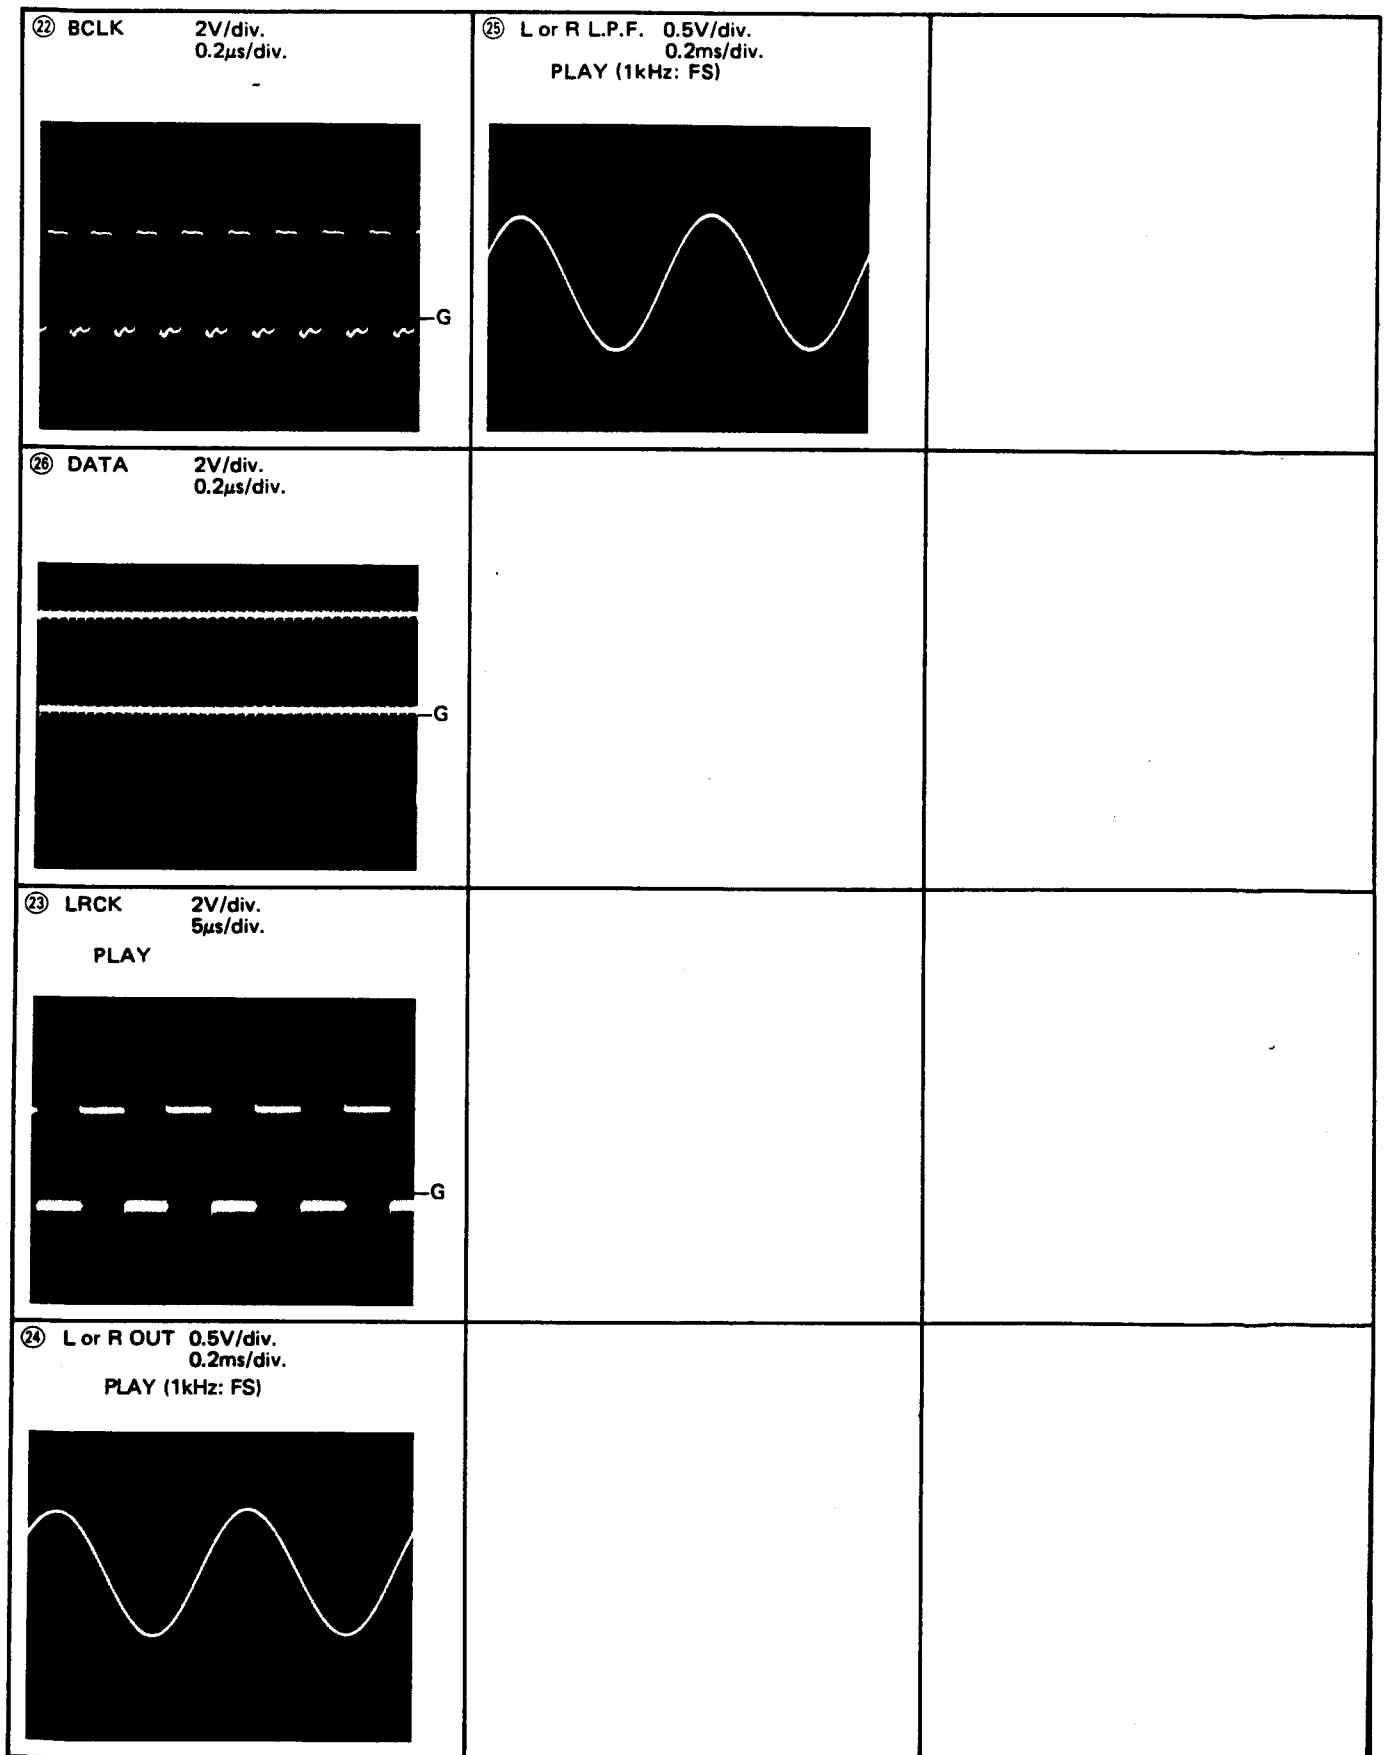 ㉒ BCLK 2V/div.
0.2μs/div.
㉕ L or R L.P.F. 0.5V/div.
0.2ms/div.
PLAY (1kHz: FS)
G
㉖ DATA 2V/div.
0.2μs/div.
G
㉓ LRCK 2V/div.
5μs/div.
PLAY
G
㉔ L or R OUT 0.5V/div.
0.2ms/div.
PLAY (1kHz: FS)